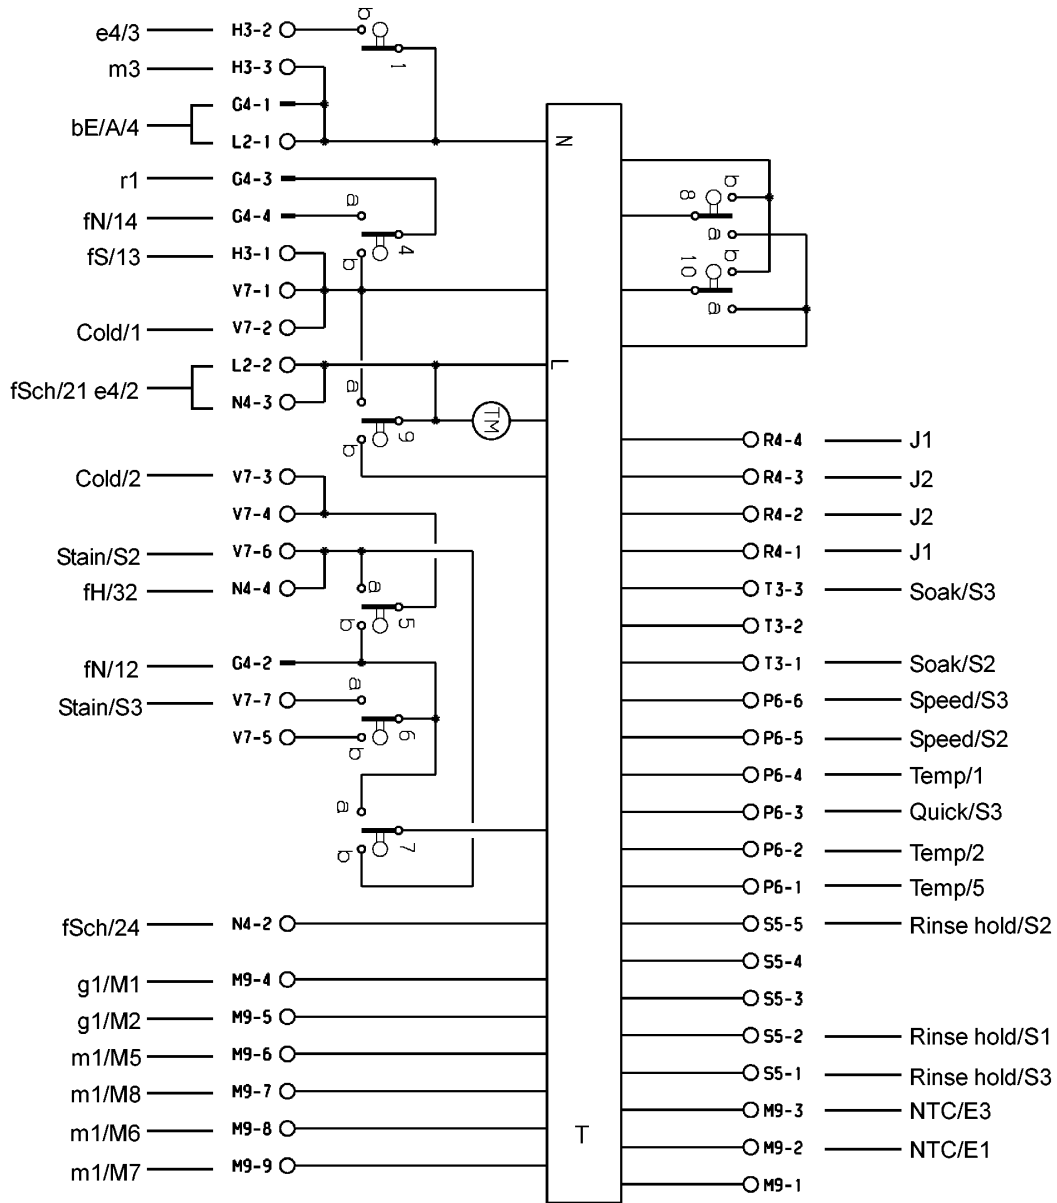 e4/3 H3-2 b
1
m3 H3-3
bE/A/4 G4-1
L2-1 N
r1 G4-3
fN/14 G4-4 a
4
fS/13 H3-1 b
V7-1
Cold/1 V7-2
fSch/21 e4/2 L2-2 L
N4-3 a
9 TM
b
Cold/2 V7-3
V7-4
Stain/S2 V7-6
fH/32 N4-4 a
5
b
fN/12 G4-2
Stain/S3 V7-7 a
6
V7-5 b
a
7
b
fSch/24 N4-2
g1/M1 M9-4
g1/M2 M9-5
m1/M5 M9-6
m1/M8 M9-7
m1/M6 M9-8
m1/M7 M9-9
T
b
8
a
b
10
a
R4-4 J1
R4-3 J2
R4-2 J2
R4-1 J1
T3-3 Soak/S3
T3-2
T3-1 Soak/S2
P6-6 Speed/S3
P6-5 Speed/S2
P6-4 Temp/1
P6-3 Quick/S3
P6-2 Temp/2
P6-1 Temp/5
S5-5 Rinse hold/S2
S5-4
S5-3
S5-2 Rinse hold/S1
S5-1 Rinse hold/S3
M9-3 NTC/E3
M9-2 NTC/E1
M9-1